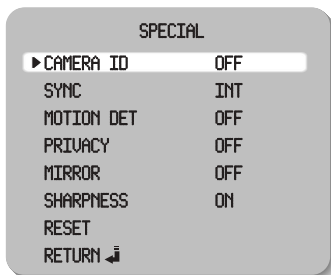 SPECIAL
CAMERA ID OFF
SYNC INT
MOTION DET OFF
PRIVACY OFF
MIRROR OFF
SHARPNESS ON
RESET
RETURN